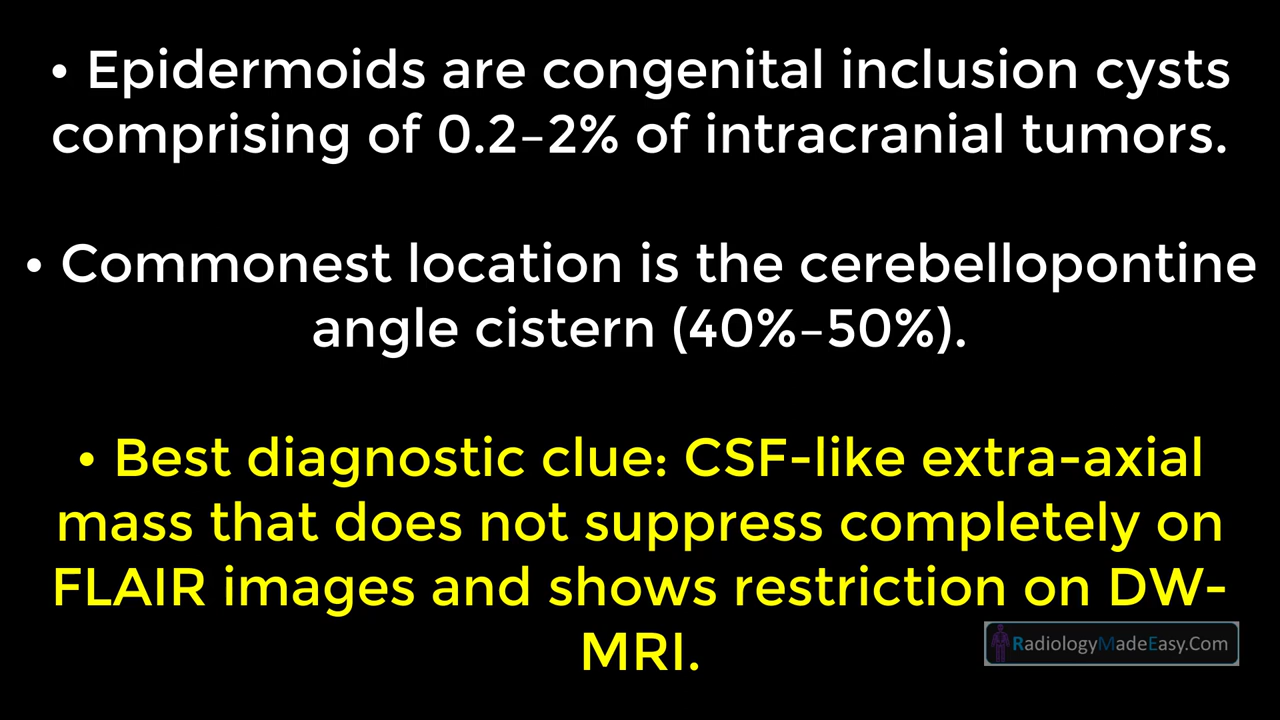 • Epidermoids are congenital inclusion cysts
comprising of 0.2–2% of intracranial tumors.
• Commonest location is the cerebellopontine
angle cistern (40%–50%).
• Best diagnostic clue: CSF-like extra-axial
mass that does not suppress completely on
FLAIR images and shows restriction on DW-
MRI.
RadiologyMadeEasy.Com